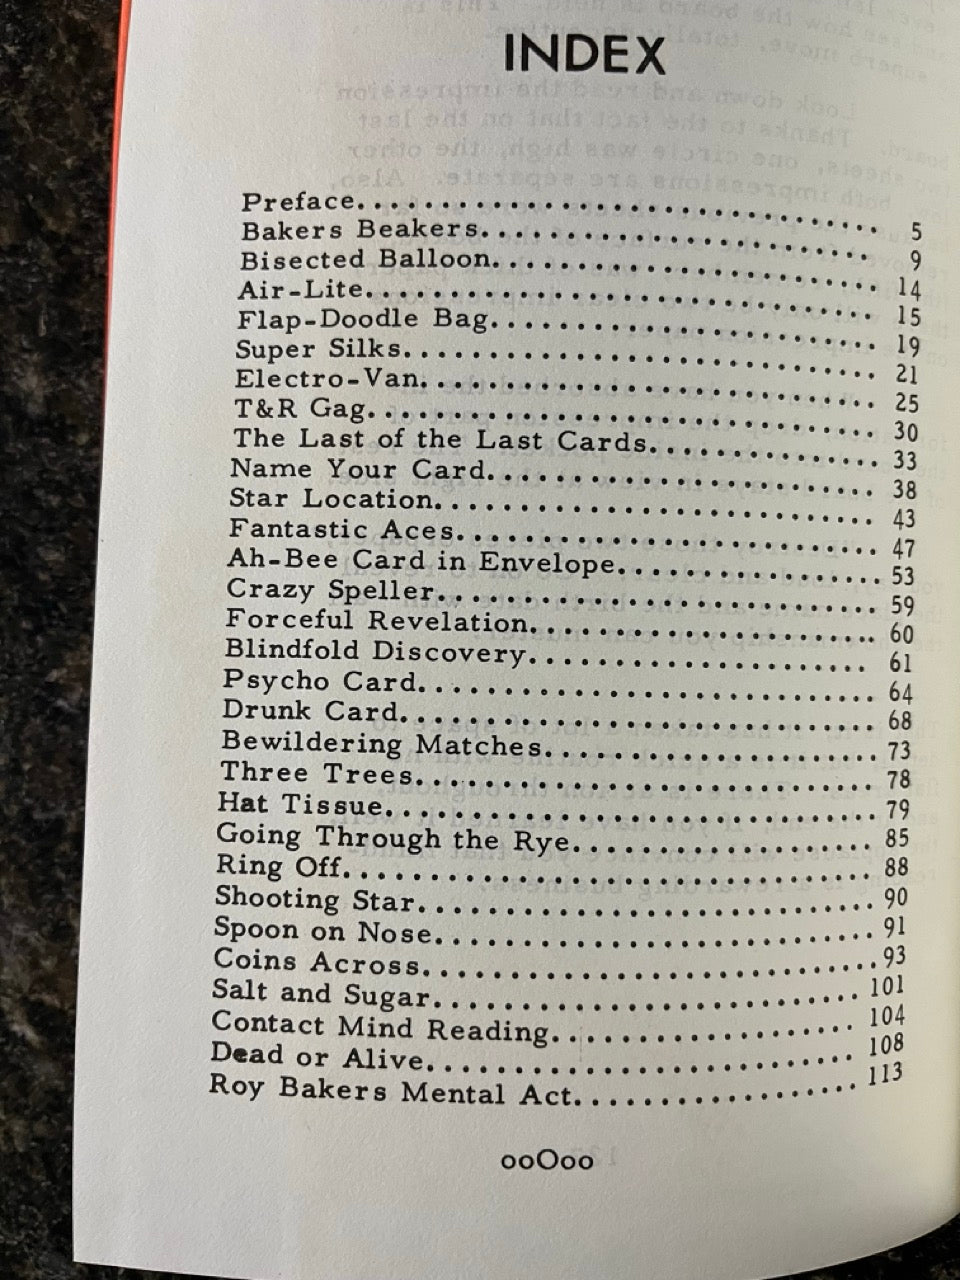 INDEX
Preface. . . . . . . . . . . . . . . . . . . . . . . . . . . . . . 5
Bakers Beakers. . . . . . . . . . . . . . . . . . . . . . . 9
Bisected Balloon. . . . . . . . . . . . . . . . . . . . . . 14
Air-Lite. . . . . . . . . . . . . . . . . . . . . . . . . . . . . 15
Flap-Doodle Bag. . . . . . . . . . . . . . . . . . . . . . 19
Super Silks. . . . . . . . . . . . . . . . . . . . . . . . . . . 21
Electro-Van. . . . . . . . . . . . . . . . . . . . . . . . . . 25
T&R Gag. . . . . . . . . . . . . . . . . . . . . . . . . . . . . 30
The Last of the Last Cards. . . . . . . . . . . . . 33
Name Your Card. . . . . . . . . . . . . . . . . . . . . . 38
Star Location. . . . . . . . . . . . . . . . . . . . . . . . . 43
Fantastic Aces. . . . . . . . . . . . . . . . . . . . . . . . 47
Ah-Bee Card in Envelope. . . . . . . . . . . . . . . 53
Crazy Speller. . . . . . . . . . . . . . . . . . . . . . . . . 59
Forceful Revelation. . . . . . . . . . . . . . . . . . . . 60
Blindfold Discovery. . . . . . . . . . . . . . . . . . . 61
Psycho Card. . . . . . . . . . . . . . . . . . . . . . . . . . 64
Drunk Card. . . . . . . . . . . . . . . . . . . . . . . . . . . 68
Bewildering Matches. . . . . . . . . . . . . . . . . . . 73
Three Trees. . . . . . . . . . . . . . . . . . . . . . . . . . 78
Hat Tissue. . . . . . . . . . . . . . . . . . . . . . . . . . . . 79
Going Through the Rye. . . . . . . . . . . . . . . . . 85
Ring Off. . . . . . . . . . . . . . . . . . . . . . . . . . . . . . 88
Shooting Star. . . . . . . . . . . . . . . . . . . . . . . . . . 90
Spoon on Nose. . . . . . . . . . . . . . . . . . . . . . . . . 91
Coins Across. . . . . . . . . . . . . . . . . . . . . . . . . . 93
Salt and Sugar. . . . . . . . . . . . . . . . . . . . . . . . 101
Contact Mind Reading. . . . . . . . . . . . . . . . . 104
Dead or Alive. . . . . . . . . . . . . . . . . . . . . . . . 108
Roy Bakers Mental Act. . . . . . . . . . . . . . . . 113
ooOoo